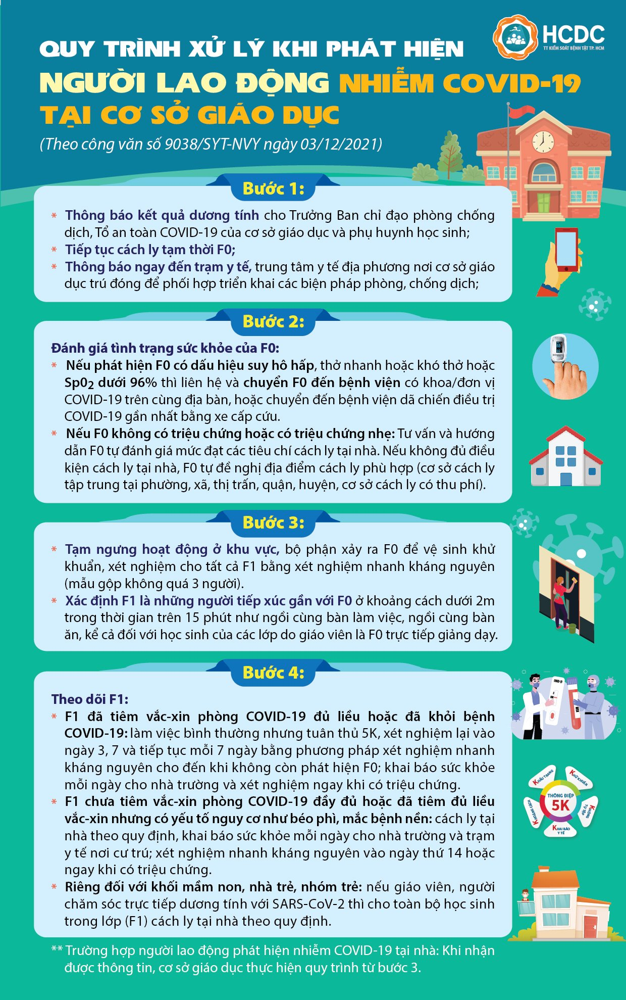 HCDC
TT KIỂM SOÁT BỆNH TẬT TP. HCM
QUY TRÌNH XỬ LÝ KHI PHÁT HIỆN
NGƯỜI LAO ĐỘNG NHIỄM COVID-19
TẠI CƠ SỞ GIÁO DỤC
(Theo công văn số 9038/SYT-NVY ngày 03/12/2021)
Bước 1:
* Thông báo kết quả dương tính cho Trưởng Ban chỉ đạo phòng chống
dịch, Tổ an toàn COVID-19 của cơ sở giáo dục và phụ huynh học sinh;
* Tiếp tục cách ly tạm thời F0;
* Thông báo ngay đến trạm y tế, trung tâm y tế địa phương nơi cơ sở giáo
dục trú đóng để phối hợp triển khai các biện pháp phòng, chống dịch;
Bước 2:
Đánh giá tình trạng sức khỏe của F0:
* Nếu phát hiện F0 có dấu hiệu suy hô hấp, thở nhanh hoặc khó thở hoặc
Sp02 dưới 96% thì liên hệ và chuyển F0 đến bệnh viện có khoa/đơn vị
COVID-19 trên cùng địa bàn, hoặc chuyển đến bệnh viện dã chiến điều trị
COVID-19 gần nhất bằng xe cấp cứu.
* Nếu F0 không có triệu chứng hoặc có triệu chứng nhẹ: Tư vấn và hướng
dẫn F0 tự đánh giá mức đạt các tiêu chí cách ly tại nhà. Nếu không đủ điều
kiện cách ly tại nhà, F0 tự đề nghị địa điểm cách ly phù hợp (cơ sở cách ly
tập trung tại phường, xã, thị trấn, quận, huyện, cơ sở cách ly có thu phí).
Bước 3:
* Tạm ngưng hoạt động ở khu vực, bộ phận xảy ra F0 để vệ sinh khử
khuẩn, xét nghiệm cho tất cả F1 bằng xét nghiệm nhanh kháng nguyên
(mẫu gộp không quá 3 người).
* Xác định F1 là những người tiếp xúc gần với F0 ở khoảng cách dưới 2m
trong thời gian trên 15 phút như ngồi cùng bàn làm việc, ngồi cùng bàn
ăn, kể cả đối với học sinh của các lớp do giáo viên là F0 trực tiếp giảng dạy.
Bước 4:
Theo dõi F1:
* F1 đã tiêm vắc-xin phòng COVID-19 đủ liều hoặc đã khỏi bệnh
COVID-19: làm việc bình thường nhưng tuân thủ 5K, xét nghiệm lại vào
ngày 3, 7 và tiếp tục mỗi 7 ngày bằng phương pháp xét nghiệm nhanh
kháng nguyên cho đến khi không còn phát hiện F0; khai báo sức khỏe
mỗi ngày cho nhà trường và xét nghiệm ngay khi có triệu chứng.
* F1 chưa tiêm vắc-xin phòng COVID-19 đầy đủ hoặc đã tiêm đủ liều
vắc-xin nhưng có yếu tố nguy cơ như béo phì, mắc bệnh nền: cách ly tại
nhà theo quy định, khai báo sức khỏe mỗi ngày cho nhà trường và trạm
y tế nơi cư trú; xét nghiệm nhanh kháng nguyên vào ngày thứ 14 hoặc
ngay khi có triệu chứng.
* Riêng đối với khối mầm non, nhà trẻ, nhóm trẻ: nếu giáo viên, người
chăm sóc trực tiếp dương tính với SARS-CoV-2 thì cho toàn bộ học sinh
trong lớp (F1) cách ly tại nhà theo quy định.
COVID-19
KHẨU TRANG
KHỬ KHUẨN
KHOẢNG CÁCH
THÔNG ĐIỆP
5K
KHÔNG
TỤ TẬP
KHAI BÁO
Y TẾ
** Trường hợp người lao động phát hiện nhiễm COVID-19 tại nhà: Khi nhận
được thông tin, cơ sở giáo dục thực hiện quy trình từ bước 3.